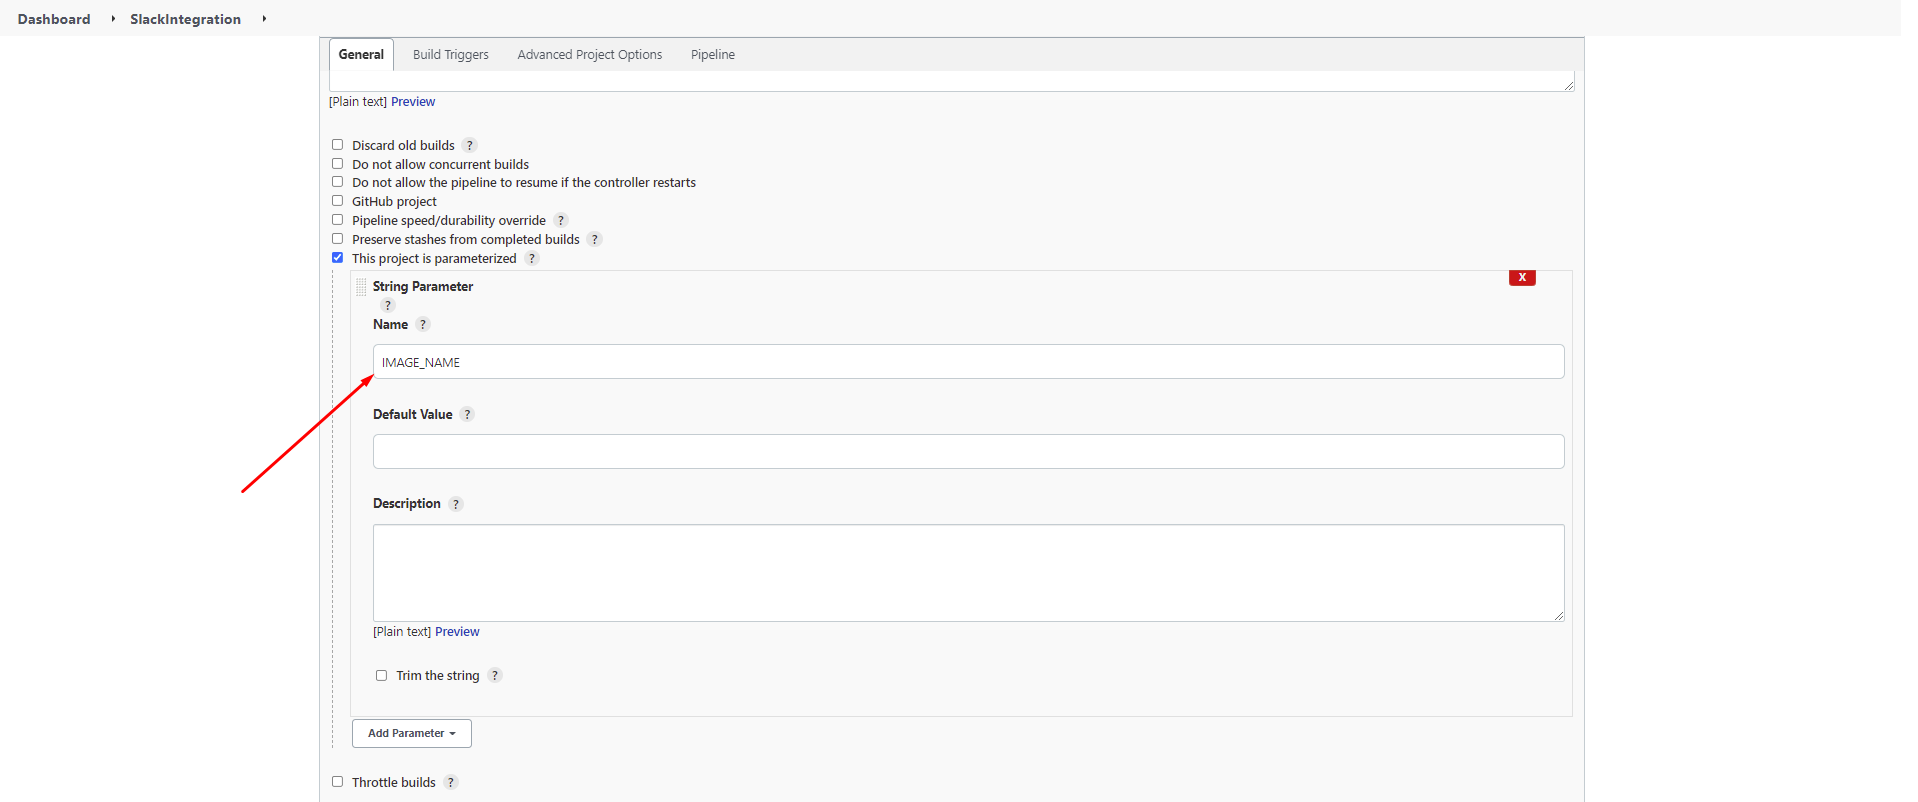 Dashboard SlackIntegration
General Build Triggers Advanced Project Options Pipeline
[Plain text] Preview
Discard old builds ?
Do not allow concurrent builds
Do not allow the pipeline to resume if the controller restarts
GitHub project
Pipeline speed/durability override ?
Preserve stashes from completed builds ?
This project is parameterized ?
X
String Parameter
?
Name ?
IMAGE_NAME
Default Value ?
Description ?
[Plain text] Preview
Trim the string ?
Add Parameter
Throttle builds ?